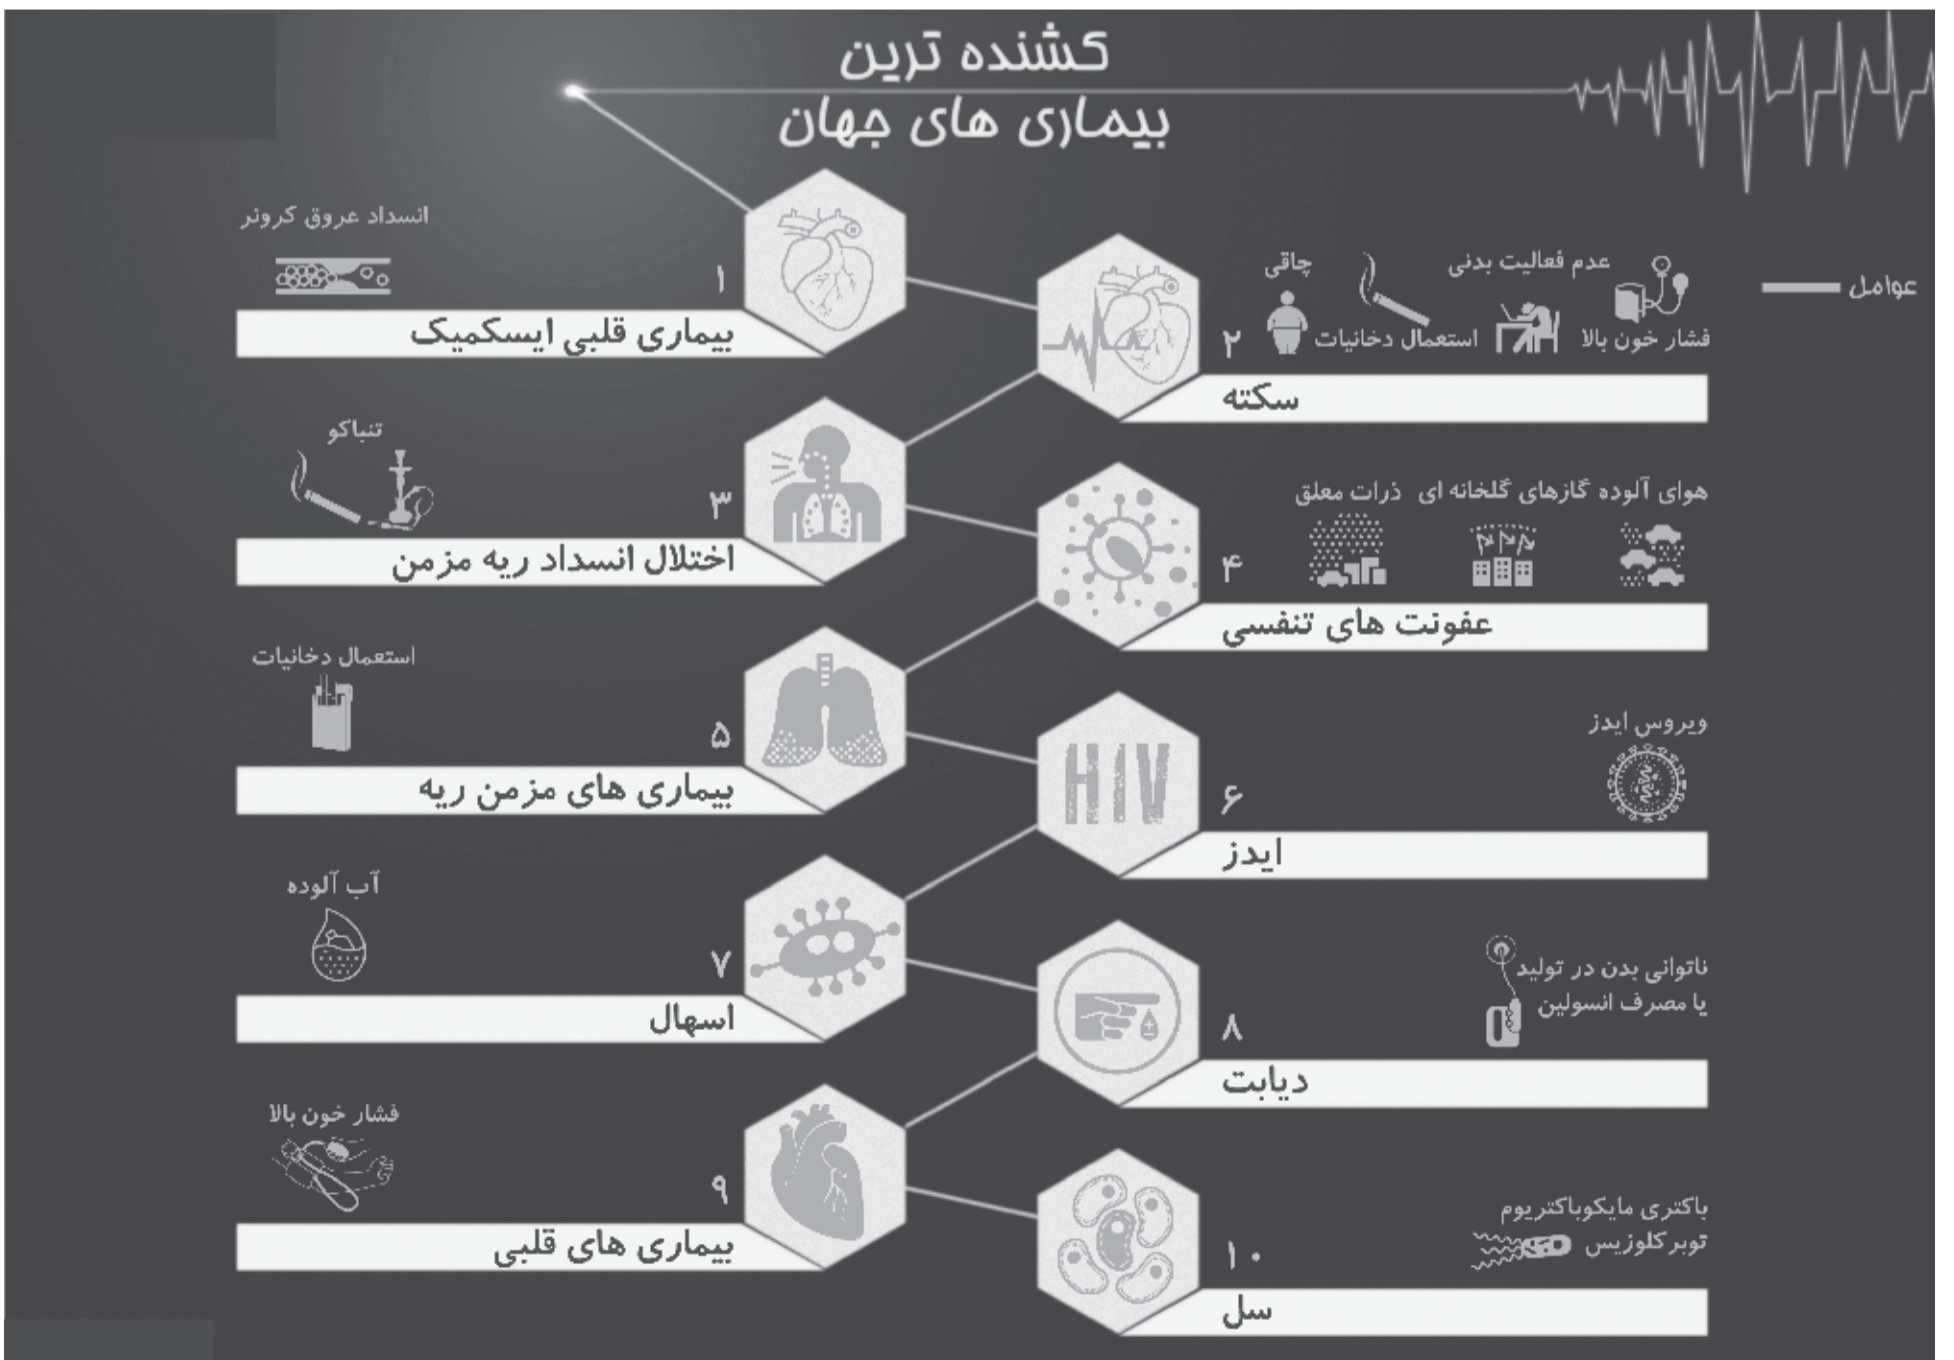 کشنده ترین
بیماری های جهان
عوامل
انسداد عروق کرونر
۱
بیماری قلبی ایسکمیک
چاقی
استعمال دخانیات
عدم فعالیت بدنی
فشار خون بالا
۲
سکته
تنباکو
۳
اختلال انسداد ریه مزمن
هوای آلوده گازهای گلخانه ای ذرات معلق
۴
عفونت های تنفسی
استعمال دخانیات
۵
بیماری های مزمن ریه
ویروس ایدز
HIV
۶
ایدز
آب آلوده
۷
اسهال
ناتوانی بدن در تولید
یا مصرف انسولین
۸
دیابت
فشار خون بالا
۹
بیماری های قلبی
باکتری مایکوباکتریوم
توبرکلوزیس
۱۰
سل